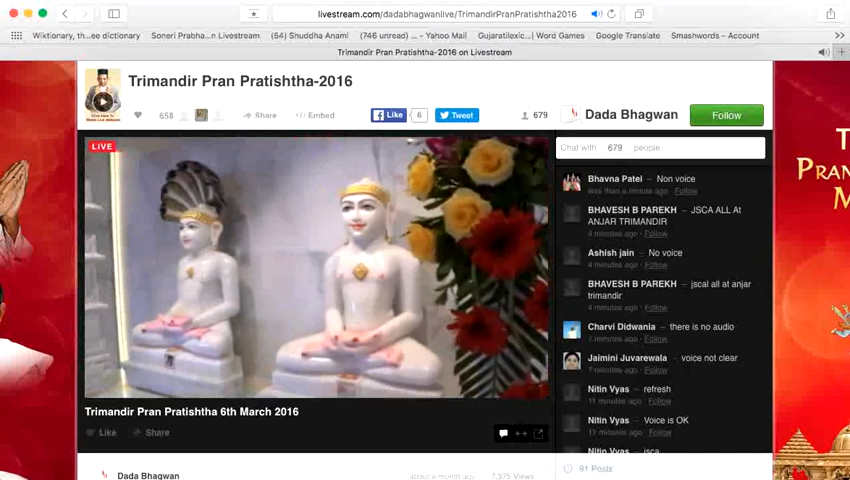 livestream.com/dadabhagwanlive/TrimandirPranPratishtha2016
Wiktionary, th...ee dictionary Soneri Prabha...n Livestream (54) Shuddha Anami (746 unread) ... - Yahoo Mail Gujaratilexic...| Word Games Google Translate Smashwords – Account
Trimandir Pran Pratishtha-2016 on Livestream
Trimandir Pran Pratishtha-2016
658 Share Embed Like 6 Tweet 679 Dada Bhagwan Follow
LIVE
Chat with 679 people.
Bhavna Patel – Non voice
less than a minute ago · Follow
BHAVESH B PAREKH – JSCA ALL At
ANJAR TRIMANDIR
4 minutes ago · Follow
Ashish jain – No voice
4 minutes ago · Follow
BHAVESH B PAREKH – jscal all at anjar
trimandir
4 minutes ago · Follow
Charvi Didwania – there is no audio
7 minutes ago · Follow
Jaimini Juvarewala – voice not clear
7 minutes ago · Follow
Nitin Vyas – refresh
11 minutes ago · Follow
Nitin Vyas – Voice is OK
12 minutes ago · Follow
Nitin Vyas – jsca
Trimandir Pran Pratishtha 6th March 2016
Like Share
91 Posts
Dada Bhagwan about a month ago · 7,375 Views